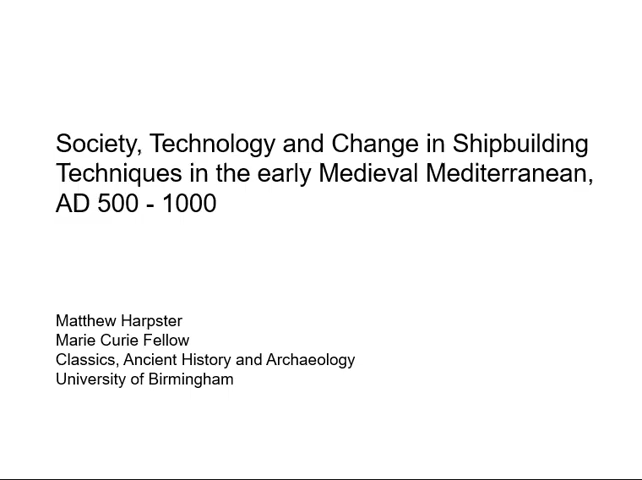 Society, Technology and Change in Shipbuilding
Techniques in the early Medieval Mediterranean,
AD 500 - 1000
Matthew Harpster
Marie Curie Fellow
Classics, Ancient History and Archaeology
University of Birmingham